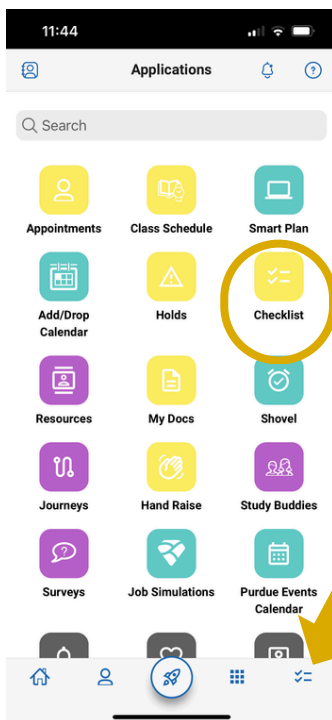 11:44
Applications
?
Search
Appointments
Class Schedule
Smart Plan
Add/Drop
Calendar
Holds
Checklist
Resources
My Docs
Shovel
Journeys
Hand Raise
Study Buddies
?
Surveys
Job Simulations
Purdue Events
Calendar